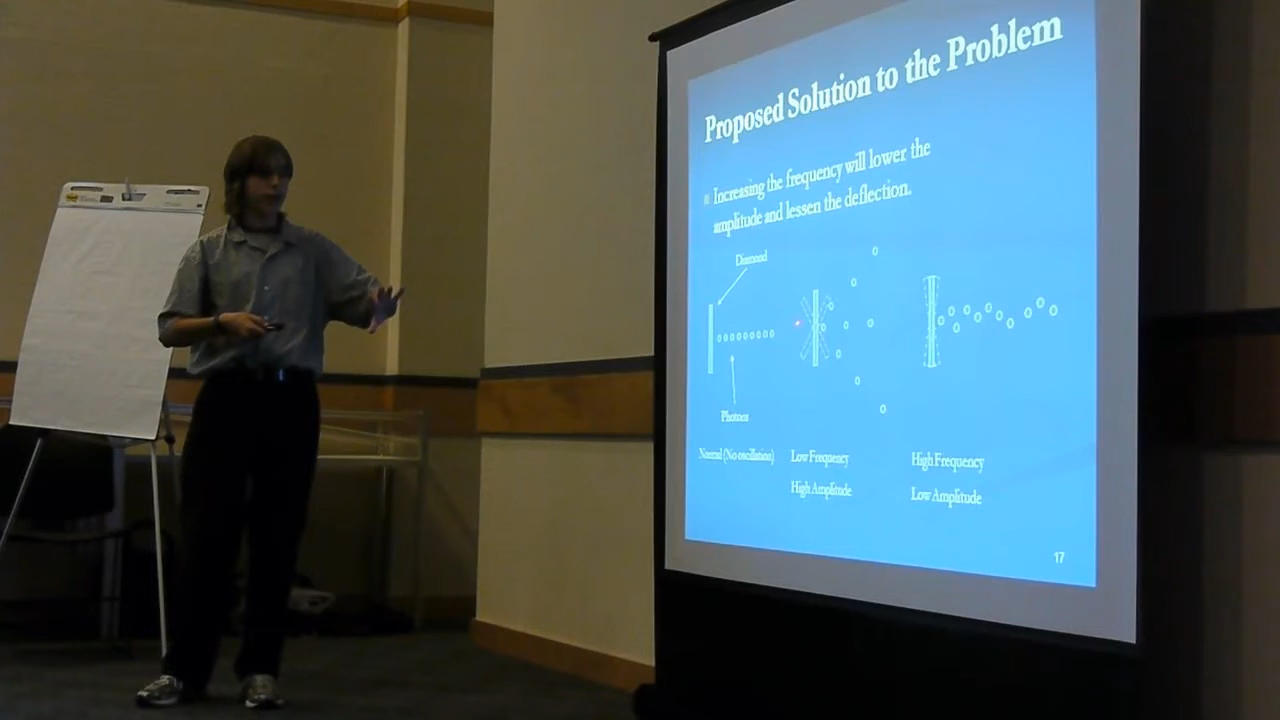 Proposed Solution to the Problem
Increasing the frequency will lower the
amplitude and lessen the deflection.
Diamond
Photons
Normal (No oscillation)
Low Frequency
High Amplitude
High Frequency
Low Amplitude
17